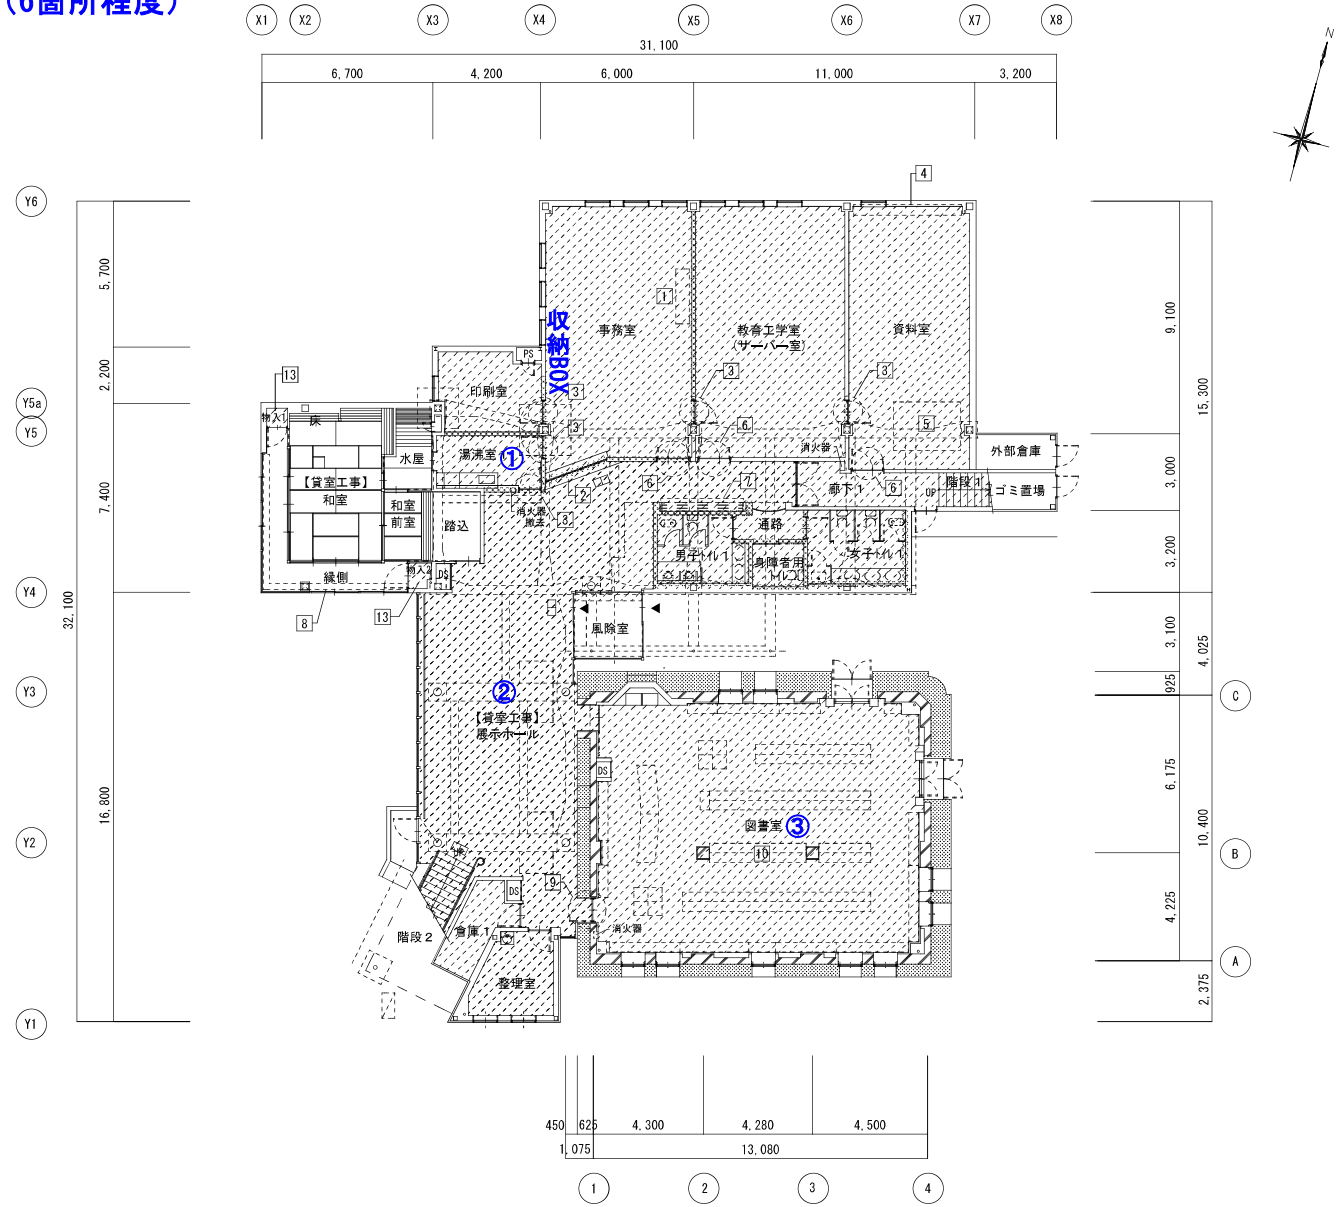 (6箇所程度)
X1 X2 X3 X4 X5 X6 X7 X8
31,100
6,700 4,200 6,000 11,000 3,200
N
Y6
Y5a
Y5
Y4
Y3
Y2
Y1
5,700
2,200
7,400
16,800
32,100
9,100
3,000
3,200
3,100
925
6,175
4,225
15,300
4,025
10,400
2,375
C
B
A
4
1
収納BOX
事務室
教育工学室
(サーバー室)
資料室
PS
印刷室
3
3
3
3
5
6
13
物入1
床
水屋
湯沸室
①
消火器
外部倉庫
【貸室工事】
和室
和室
前室
踏込
消火器
撤去
2
3
6
7
廊下1
6
UP
階段1
ゴミ置場
通路
男子トイレ1
身障者用
トイレ
女子トイレ1
縁側
物入2
DS
8
13
風除室
②
【貸室工事】
展示ホール
DS
図書室
③
10
UP
9
DS
階段2
倉庫1
消火器
整理室
450 625 4,300 4,280 4,500
1,075 13,080
1 2 3 4